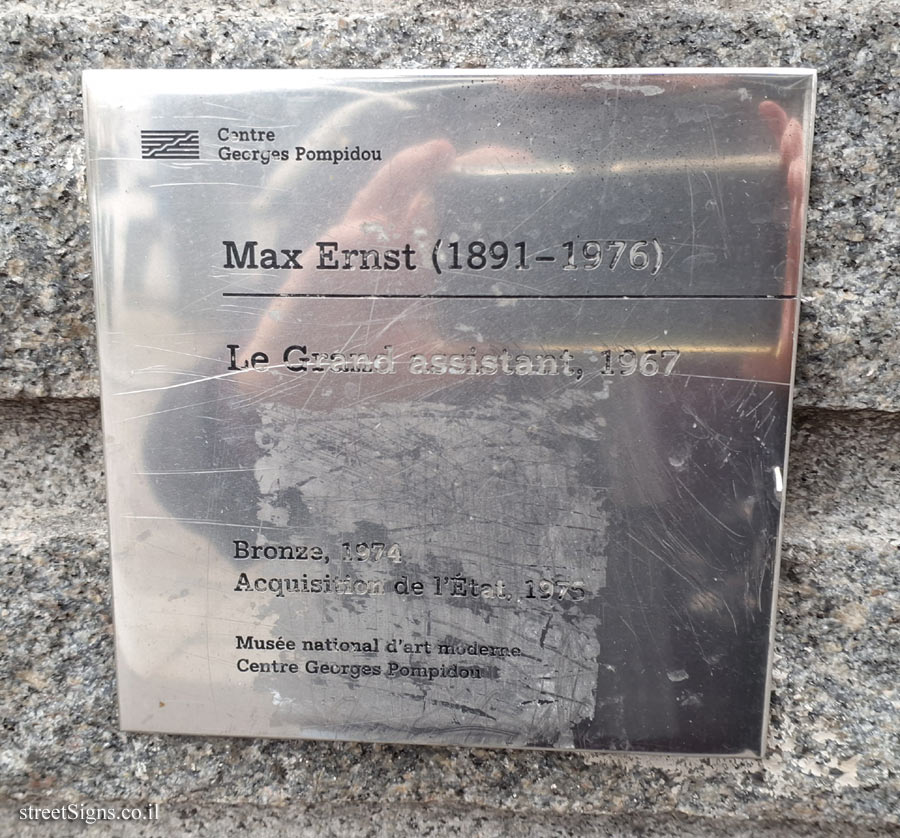 Centre
Georges Pompidou
Max Ernst (1891–1976)
Le Grand assistant, 1967
Bronze, 1974
Acquisition de l'État, 1975
Musée national d'art moderne
Centre Georges Pompidou
streetSigns.co.il